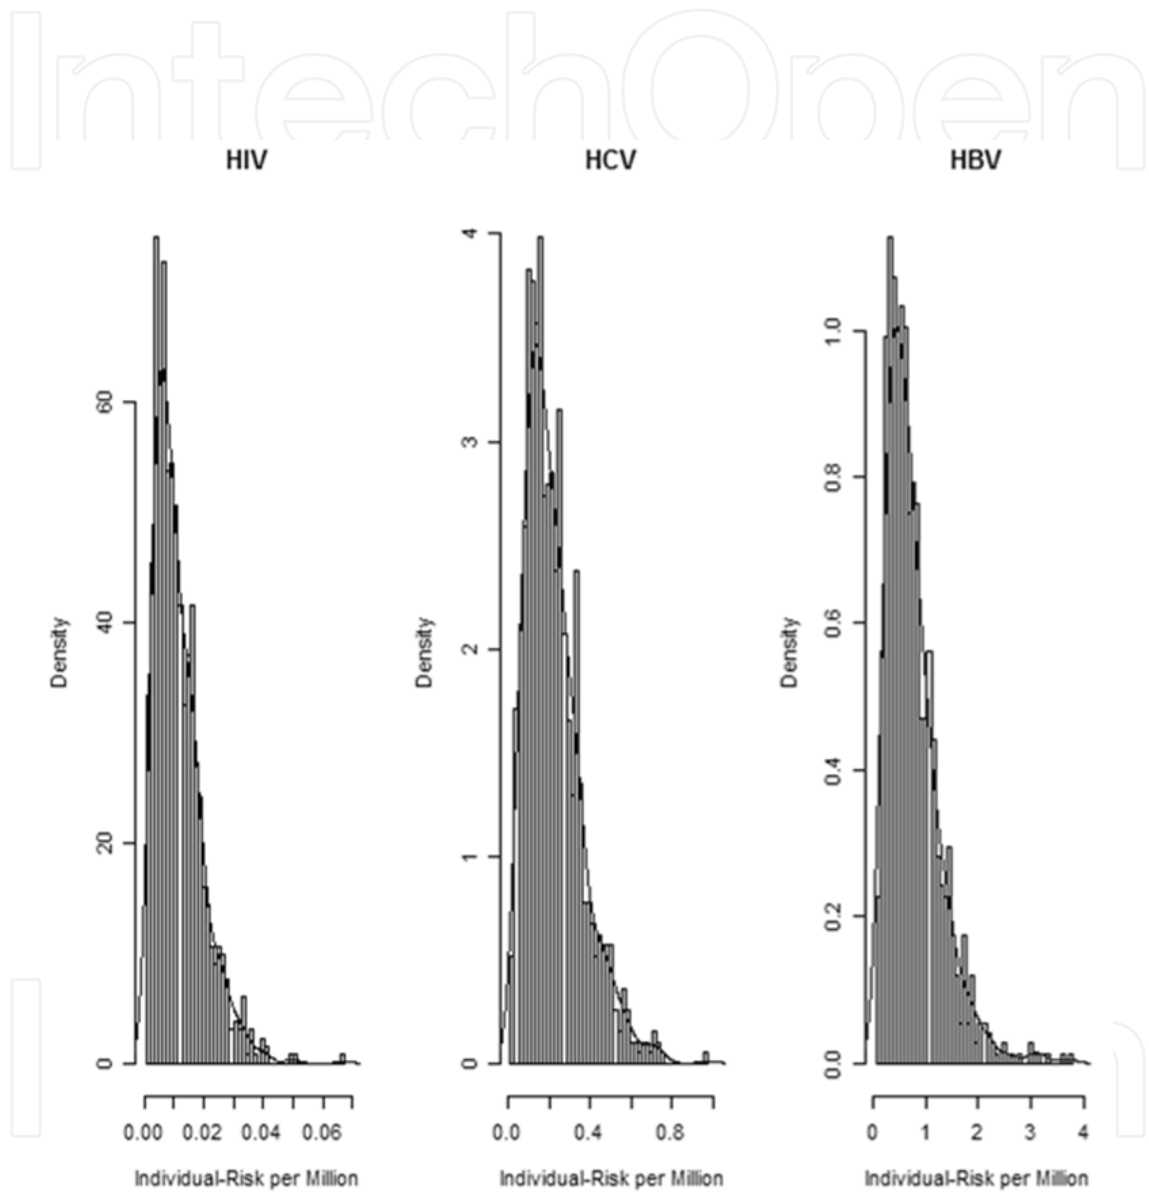 IntechOpen
HIV
HCV
HBV
Density
0
20
40
60
0.00 0.02 0.04 0.06
Individual-Risk per Million
Density
0
1
2
3
4
0.0 0.4 0.8
Individual-Risk per Million
Density
0.0
0.2
0.4
0.6
0.8
1.0
0 1 2 3 4
Individual-Risk per Million